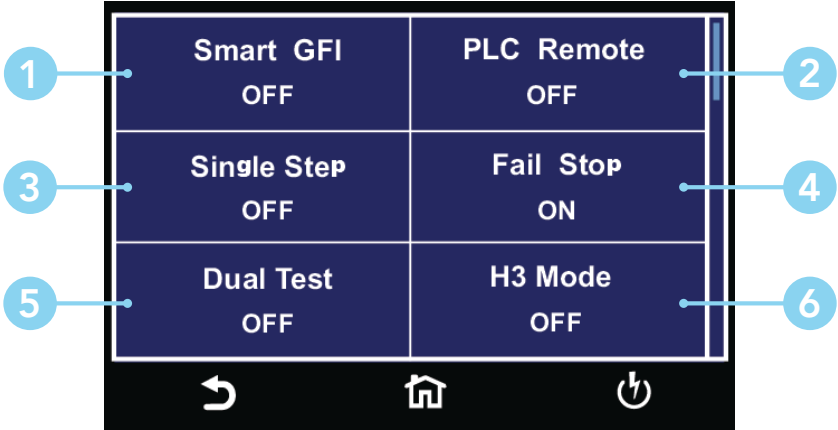 1
Smart GFI
OFF
PLC Remote
OFF
2
3
Single Step
OFF
Fail Stop
ON
4
5
Dual Test
OFF
H3 Mode
OFF
6